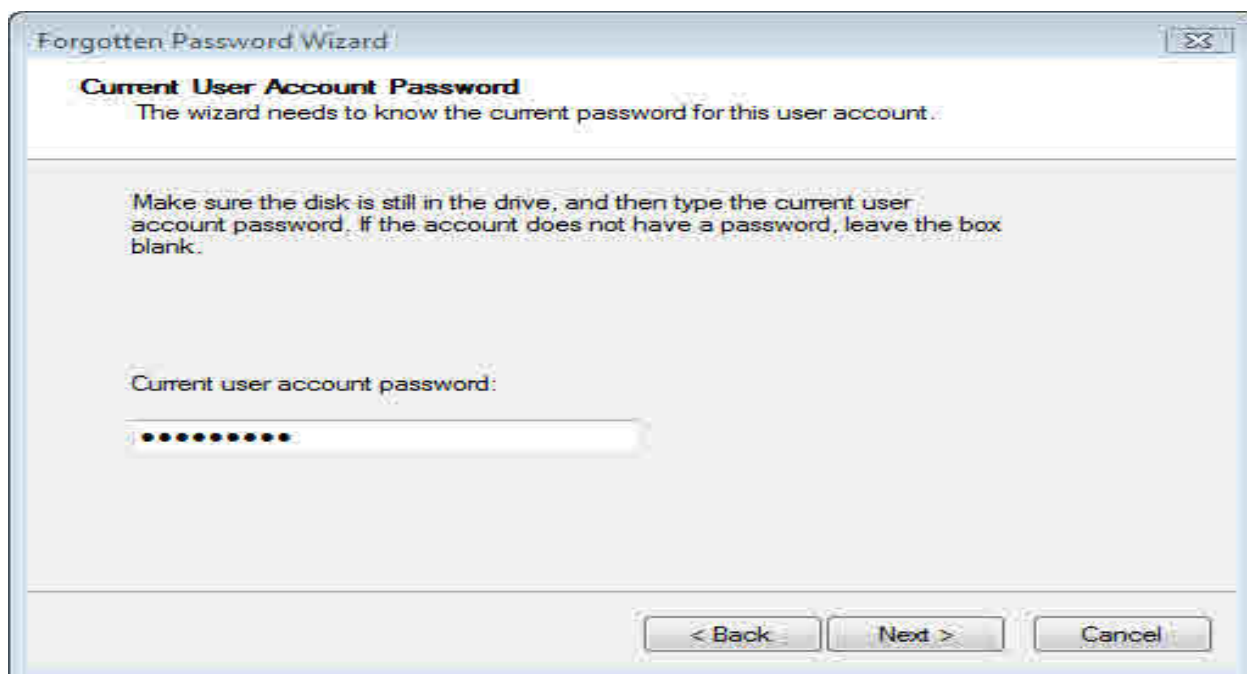 Forgotten Password Wizard
Current User Account Password
The wizard needs to know the current password for this user account.
Make sure the disk is still in the drive, and then type the current user
account password. If the account does not have a password, leave the box
blank.
Current user account password:
●●●●●●●●●
< Back
Next >
Cancel